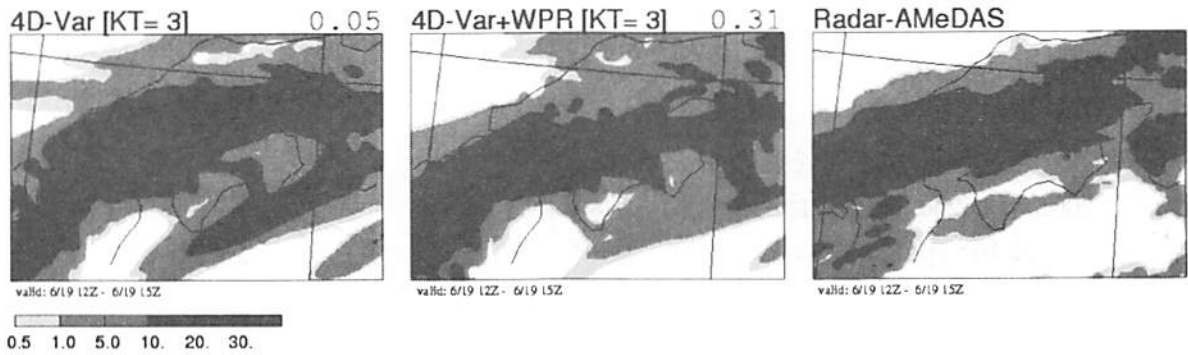 4D-Var [KT= 3] 0.05
4D-Var+WPR [KT= 3] 0.31
Radar-AMeDAS
valid: 6/19 12Z - 6/19 15Z
valid: 6/19 12Z - 6/19 15Z
valid: 6/19 12Z - 6/19 15Z
0.5 1.0 5.0 10. 20. 30.